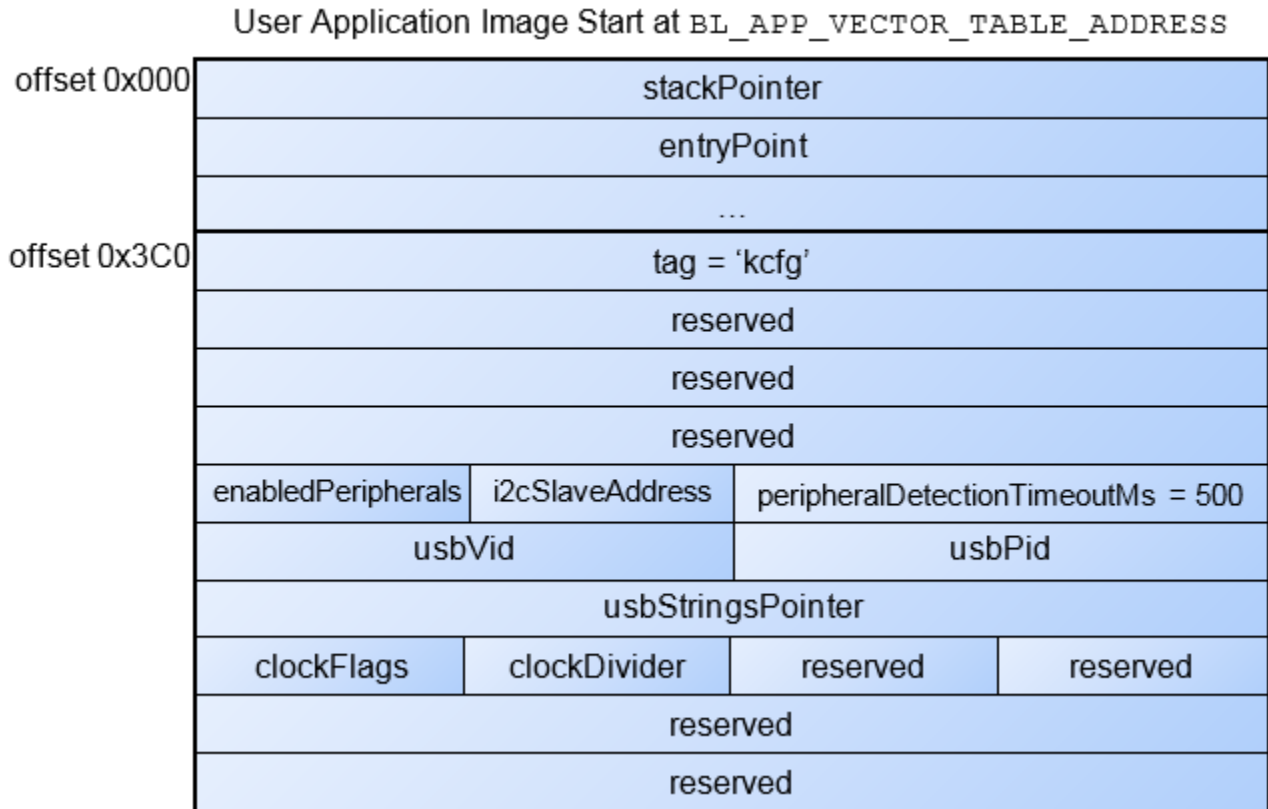 User Application Image Start at BL_APP_VECTOR_TABLE_ADDRESS
offset 0x000
stackPointer
entryPoint
...
offset 0x3C0
tag = ‘kcfg’
reserved
reserved
reserved
enabledPeripherals i2cSlaveAddress peripheralDetectionTimeoutMs = 500
usbVid usbPid
usbStringsPointer
clockFlags clockDivider reserved reserved
reserved
reserved